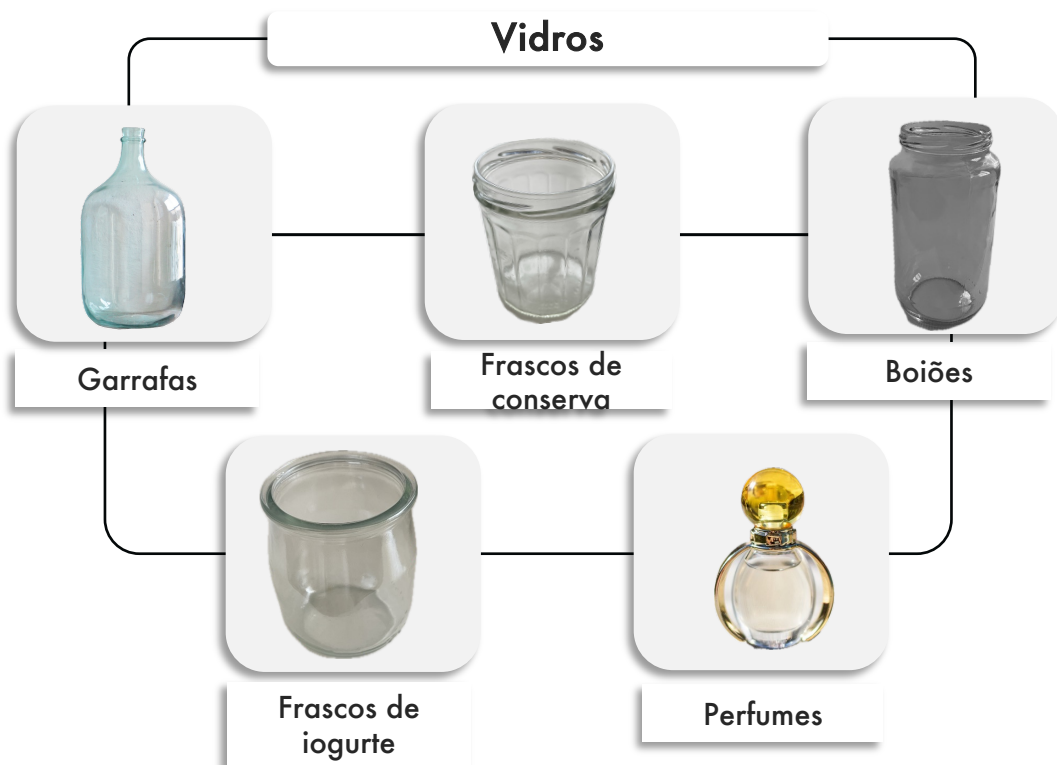 Vidros
Garrafas
Frascos de
conserva
Boiões
Frascos de
iogurte
Perfumes